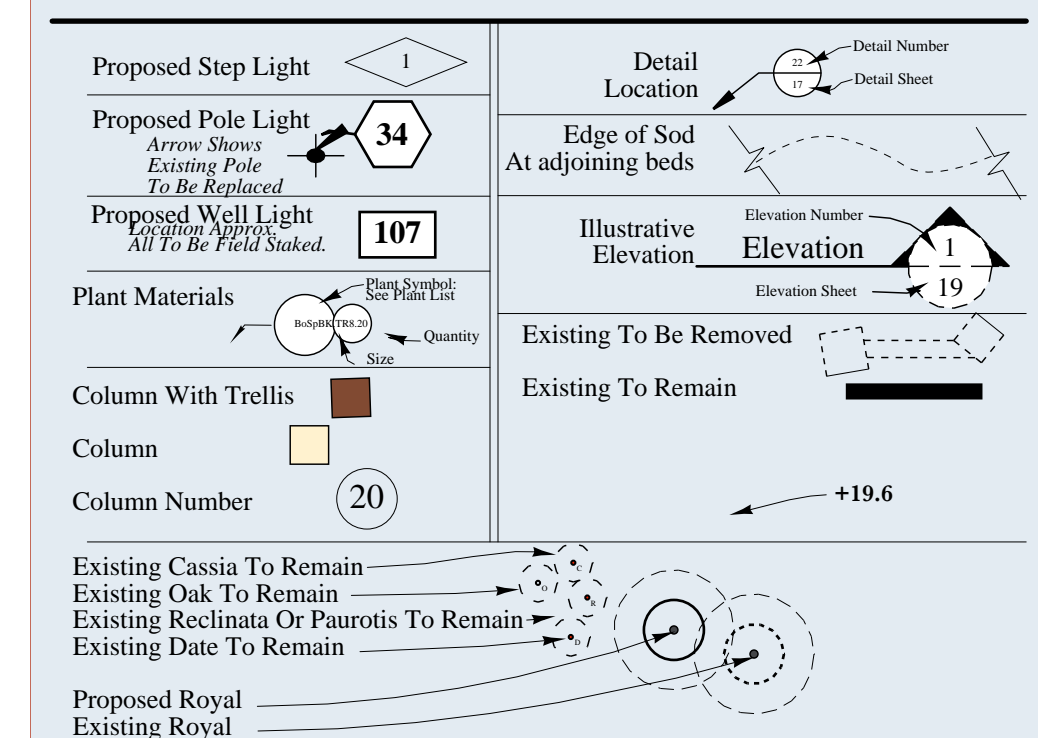 Proposed Step Light
1
Proposed Pole Light
Arrow Shows
Existing Pole
To Be Replaced
34
Proposed Well Light
Location Approx.
All To Be Field Staked.
107
Plant Materials
Plant Symbol:
See Plant List
BoSpBK
TR8.20
Quantity
Size
Column With Trellis
Column
Column Number
20
Detail
Location
22
17
Detail Number
Detail Sheet
Edge of Sod
At adjoining beds
Illustrative
Elevation
Elevation Number
Elevation
1
19
Elevation Sheet
Existing To Be Removed
Existing To Remain
+19.6
Existing Cassia To Remain
C
Existing Oak To Remain
O
Existing Reclinata Or Paurotis To Remain
R
Existing Date To Remain
D
Proposed Royal
Existing Royal